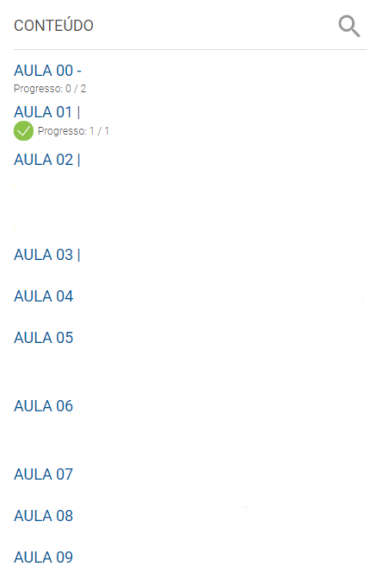 CONTEÚDO
AULA 00 -
Progresso: 0 / 2
AULA 01 |
Progresso: 1 / 1
AULA 02 |
AULA 03 |
AULA 04
AULA 05
AULA 06
AULA 07
AULA 08
AULA 09